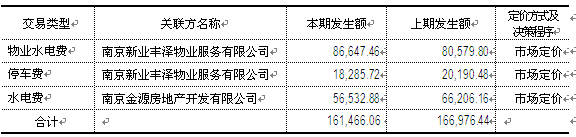 交易类型 关联方名称 本期发生额 上期发生额 定价方式及
决策程序
物业水电费 南京新业丰泽物业服务有限公司 86,647.46 80,579.80 市场定价
停车费 南京新业丰泽物业服务有限公司 18,285.72 20,190.48 市场定价
水电费 南京金源房地产开发有限公司 56,532.88 66,206.16 市场定价
合计 161,466.06 166,976.44